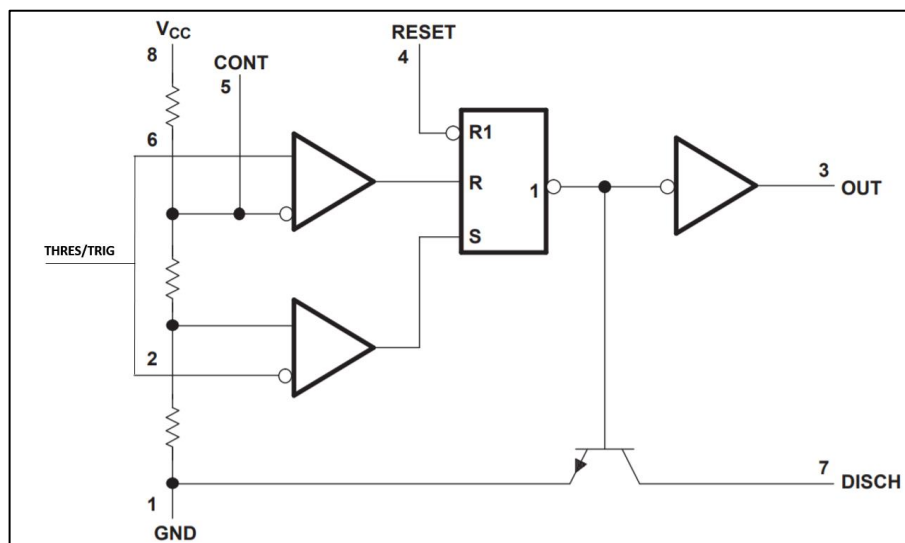 VCC
8
CONT
5
RESET
4
6
R1
R
1
S
3
OUT
THRES/TRIG
2
7
DISCH
1
GND